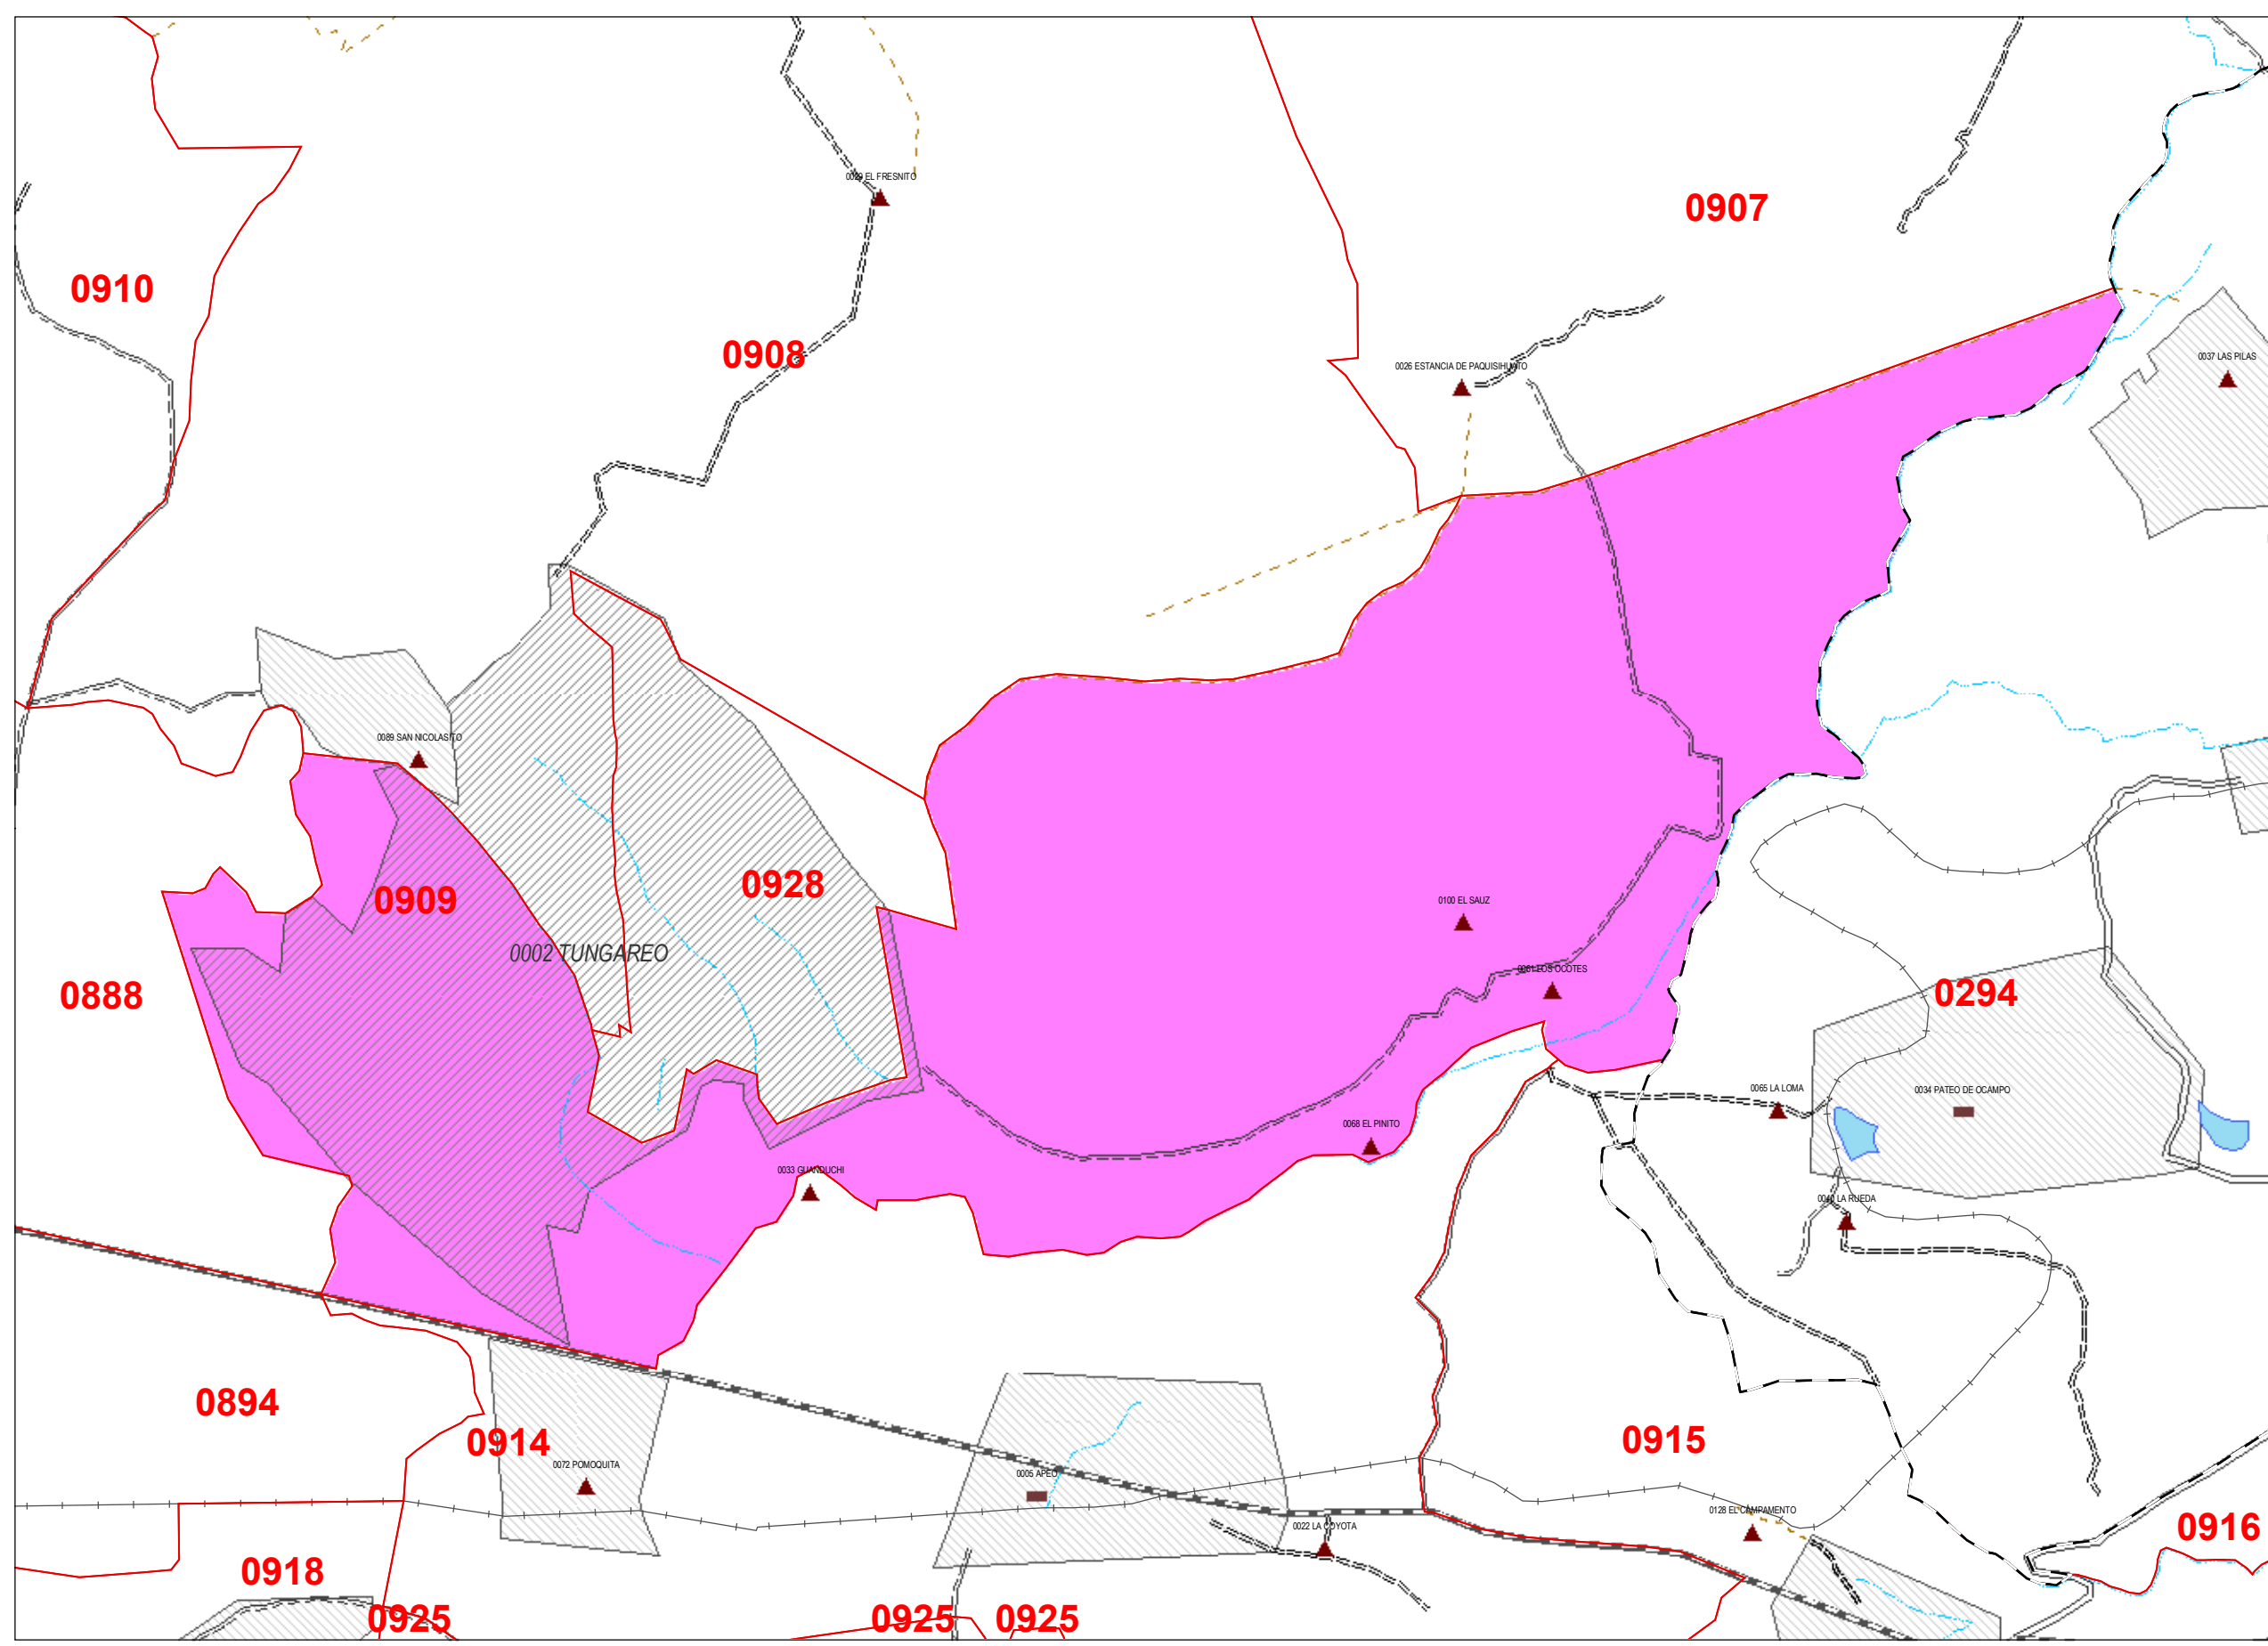 0029 EL FRESNITO
0907
0910
0908
0026 ESTANCIA DE PAQUISIHUATO
0037 LAS PILAS
0089 SAN NICOLASITO
0928
0909
0100 EL SAUZ
0002 TUNGAREO
0061 LOS OCOTES
0888
0294
0065 LA LOMA
0034 PATEO DE OCAMPO
0068 EL PINITO
0033 GUANDUCHI
0040 LA RUEDA
0894
0914
0915
0072 POMOQUITA
0005 APEO
0128 EL CAMPAMENTO
0022 LA COYOTA
0916
0918
0925
0925
0925